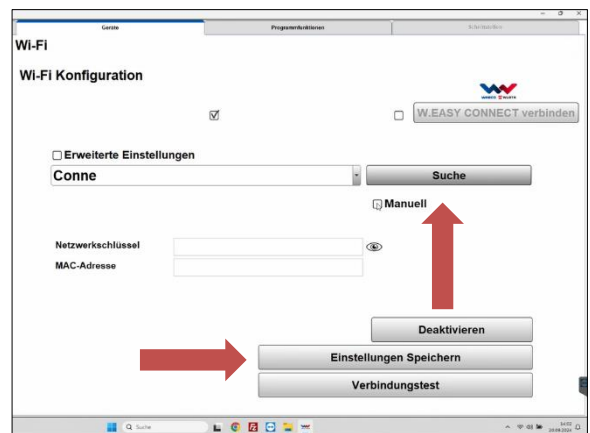 Geräte
Programmfunktionen
Wi-Fi
Wi-Fi Konfiguration
W.EASY CONNECT verbinden
Erweiterte Einstellungen
Conne
Suche
Manuell
Netzwerkschlüssel
MAC-Adresse
Deaktivieren
Einstellungen Speichern
Verbindungstest
Suche